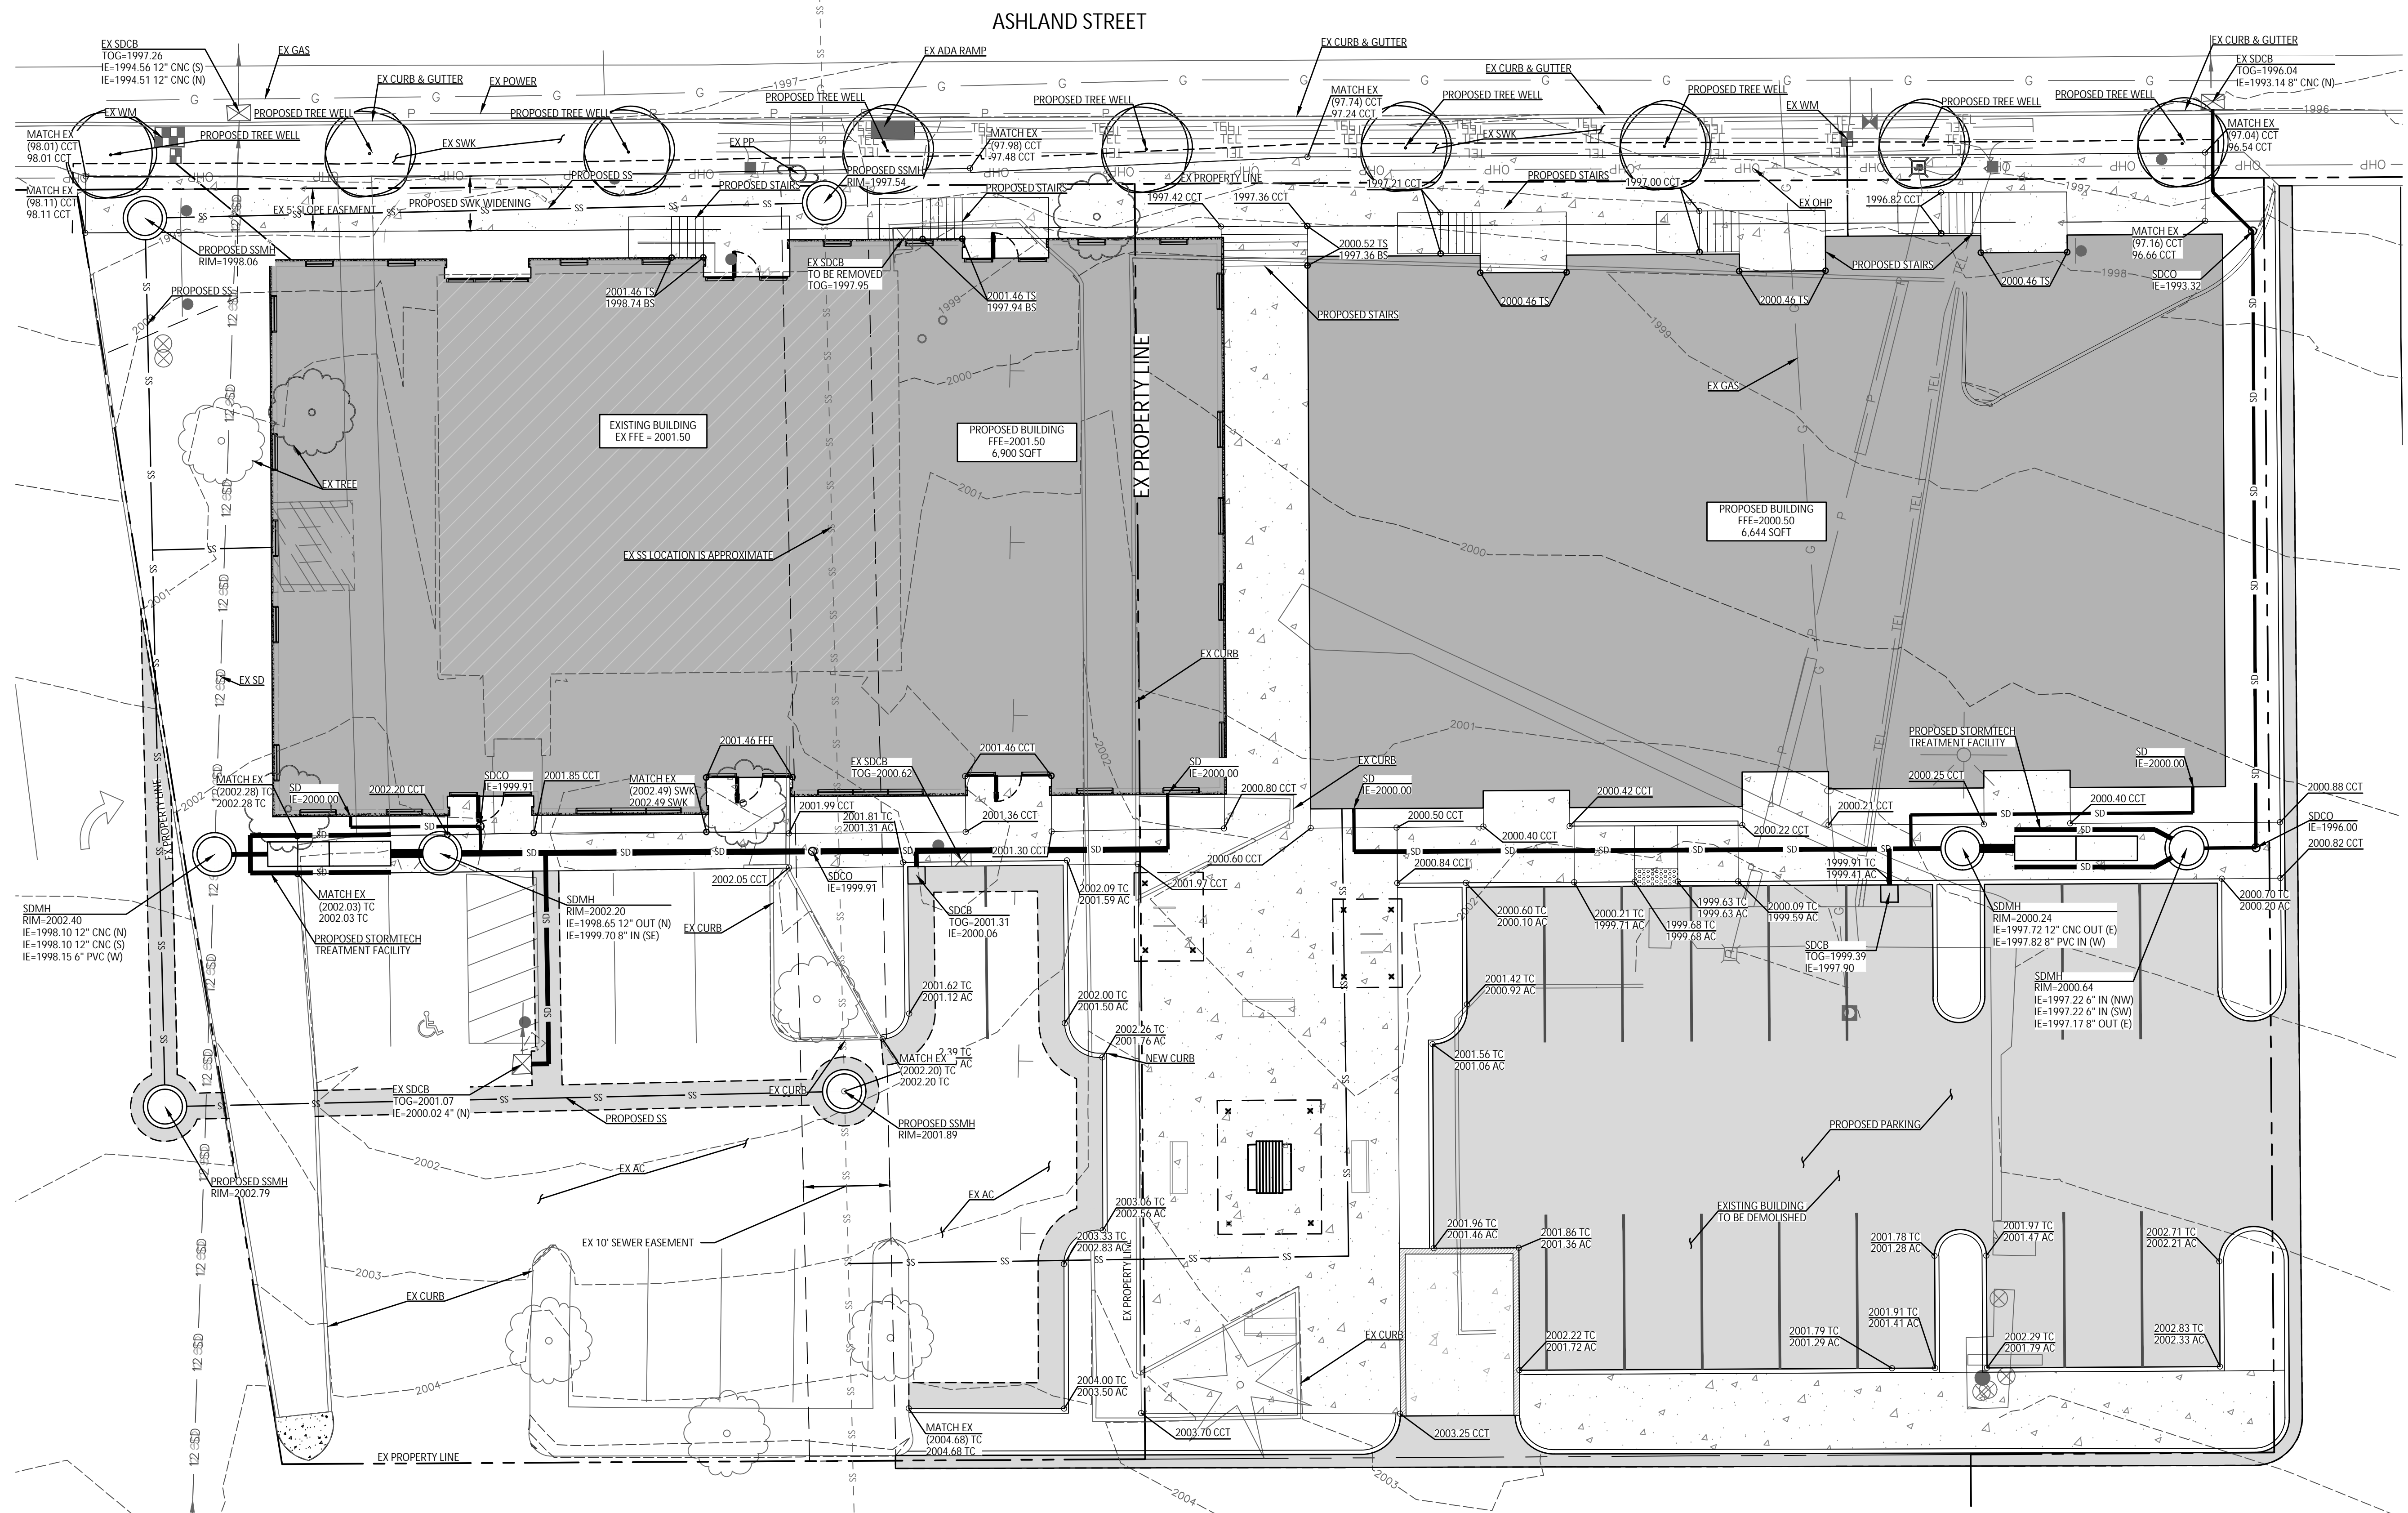 ASHLAND STREET
EX SDCB
TOG=1997.26
IE=1994.56 12" CNC (S)
IE=1994.51 12" CNC (N)
EX GAS
EX CURB & GUTTER
EX POWER
1997
EX ADA RAMP
EX CURB & GUTTER
EX CURB & GUTTER
EX CURB & GUTTER
EX SDCB
TOG=1996.04
IE=1993.14 8" CNC (N)
1996
EX WM
PROPOSED TREE WELL
PROPOSED TREE WELL
PROPOSED TREE WELL
PROPOSED TREE WELL
PROPOSED TREE WELL
MATCH EX
(97.74) CCT
97.24 CCT
PROPOSED TREE WELL
PROPOSED TREE WELL
EX WM
PROPOSED TREE WELL
PROPOSED TREE WELL
MATCH EX
(98.01) CCT
98.01 CCT
EX SWK
EX PP
MATCH EX
(97.98) CCT
97.48 CCT
EX SWK
MATCH EX
(97.04) CCT
96.54 CCT
MATCH EX
(98.11) CCT
98.11 CCT
EX 5' SLOPE EASEMENT
PROPOSED SWK WIDENING
PROPOSED SS
PROPOSED STAIRS
PROPOSED SSMH
RIM=1997.54
PROPOSED STAIRS
EX PROPERTY LINE
1997.42 CCT
1997.36 CCT
1997.21 CCT
PROPOSED STAIRS
1997.00 CCT
EX OHP
1996.82 CCT
1997
PROPOSED SSMH
RIM=1998.06
EX SDCB
TO BE REMOVED
TOG=1997.95
2000.52 TS
1997.36 BS
MATCH EX
(97.16) CCT
96.66 CCT
PROPOSED STAIRS
1998
SDCO
IE=1993.32
PROPOSED SS
2001.46 TS
1998.74 BS
1999
2001.46 TS
1997.94 BS
PROPOSED STAIRS
2000.46 TS
2000.46 TS
2000.46 TS
1999
EX PROPERTY LINE
2000
EX GAS
EXISTING BUILDING
EX FFE = 2001.50
PROPOSED BUILDING
FFE=2001.50
6,900 SQFT
EX TREE
2001
PROPOSED BUILDING
FFE=2000.50
6,644 SQFT
EX SS LOCATION IS APPROXIMATE
2000
2001
EX CURB
EX SD
2001
PROPOSED STORMTECH
TREATMENT FACILITY
2001.46 FFE
2001.46 CCT
2002
EX SDCB
TOG=2000.62
SD
IE=2000.00
EX CURB
SD
IE=2000.00
2000.25 CCT
SD
IE=2000.00
MATCH EX
(2002.28) TC
2002.28 TC
2002
SD
IE=2000.00
2002.20 CCT
SDCO
IE=1999.91
2001.85 CCT
MATCH EX
(2002.49) SWK
2002.49 SWK
2000.80 CCT
2000.42 CCT
2000.40 CCT
2000.88 CCT
2001.99 CCT
2001.81 TC
2001.31 AC
2001.36 CCT
2000.50 CCT
2000.40 CCT
2000.22 CCT
2000.21 CCT
SDCO
IE=1996.00
2001.30 CCT
2000.60 CCT
2000.84 CCT
1999.91 TC
1999.41 AC
2000.82 CCT
EX PROPERTY LINE
2002.05 CCT
SDCO
IE=1999.91
2002.09 TC
2001.59 AC
2001.97 CCT
2000.70 TC
2000.20 AC
SDMH
RIM=2002.40
IE=1998.10 12" CNC (N)
IE=1998.10 12" CNC (S)
IE=1998.15 6" PVC (W)
MATCH EX
(2002.03) TC
2002.03 TC
SDMH
RIM=2002.20
IE=1998.65 12" OUT (N)
IE=1999.70 8" IN (SE)
EX CURB
SDCB
TOG=2001.31
IE=2000.06
2002
2000.60 TC
2000.10 AC
2000.21 TC
1999.71 AC
1999.68 TC
1999.68 AC
1999.63 TC
1999.63 AC
2000.09 TC
1999.59 AC
SDMH
RIM=2000.24
IE=1997.72 12" CNC OUT (E)
IE=1997.82 8" PVC IN (W)
PROPOSED STORMTECH
TREATMENT FACILITY
SDCB
TOG=1999.39
IE=1997.90
2001.62 TC
2001.12 AC
2002.00 TC
2001.50 AC
2001.42 TC
2000.92 AC
SDMH
RIM=2000.64
IE=1997.22 6" IN (NW)
IE=1997.22 6" IN (SW)
IE=1997.17 8" OUT (E)
2002.26 TC
2001.76 AC
NEW CURB
2.39 TC
AC
MATCH EX
(2002.20) TC
2002.20 TC
2001.56 TC
2001.06 AC
EX SDCB
TOG=2001.07
IE=2000.02 4" (N)
EX CURB
PROPOSED SS
PROPOSED SSMH
RIM=2001.89
PROPOSED PARKING
2002
EX AC
EX AC
PROPOSED SSMH
RIM=2002.79
2003.06 TC
2002.56 AC
EXISTING BUILDING
TO BE DEMOLISHED
EX 10' SEWER EASEMENT
2003.33 TC
2002.83 AC
EX PROPERTY LINE
2001.96 TC
2001.46 AC
2001.86 TC
2001.36 AC
2001.78 TC
2001.28 AC
2001.97 TC
2001.47 AC
2002.71 TC
2002.21 AC
2003
EX CURB
EX CURB
2002.22 TC
2001.72 AC
2001.79 TC
2001.29 AC
2001.91 TC
2001.41 AC
2002.29 TC
2001.79 AC
2002.83 TC
2002.33 AC
2004
2004.00 TC
2003.50 AC
MATCH EX
(2004.68) TC
2004.68 TC
2003.70 CCT
2003.25 CCT
EX PROPERTY LINE
2003
2004